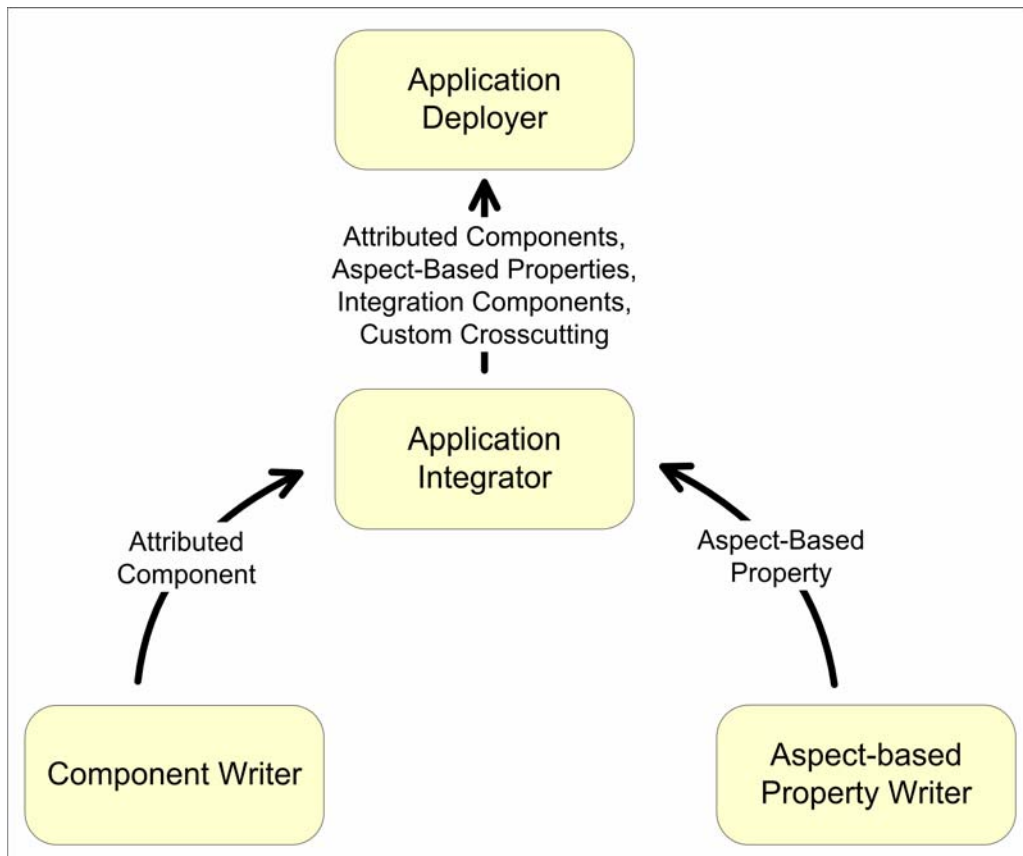 Application
Deployer
Attributed Components,
Aspect-Based Properties,
Integration Components,
Custom Crosscutting
Application
Integrator
Attributed
Component
Aspect-Based
Property
Component Writer
Aspect-based
Property Writer